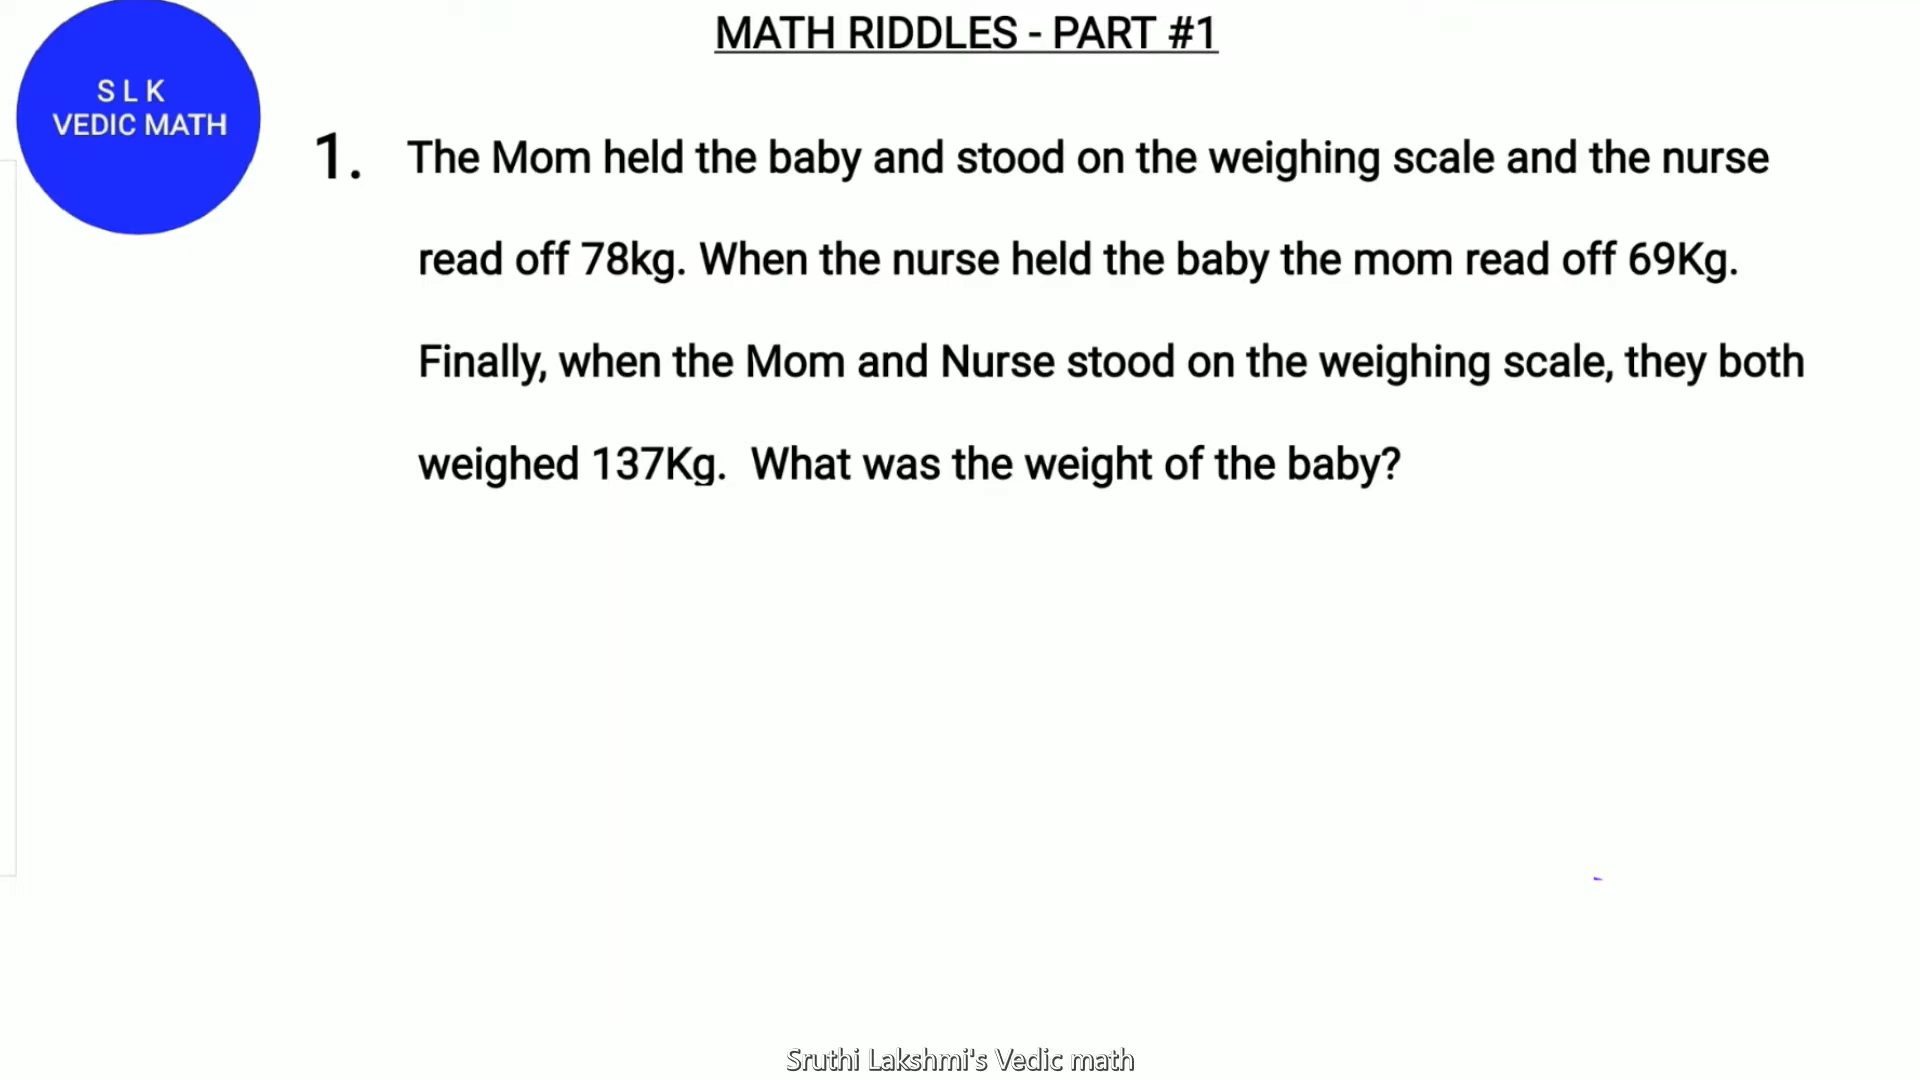 MATH RIDDLES - PART #1
S L K
VEDIC MATH
1. The Mom held the baby and stood on the weighing scale and the nurse
read off 78kg. When the nurse held the baby the mom read off 69Kg.
Finally, when the Mom and Nurse stood on the weighing scale, they both
weighed 137Kg. What was the weight of the baby?
Sruthi Lakshmi's Vedic math